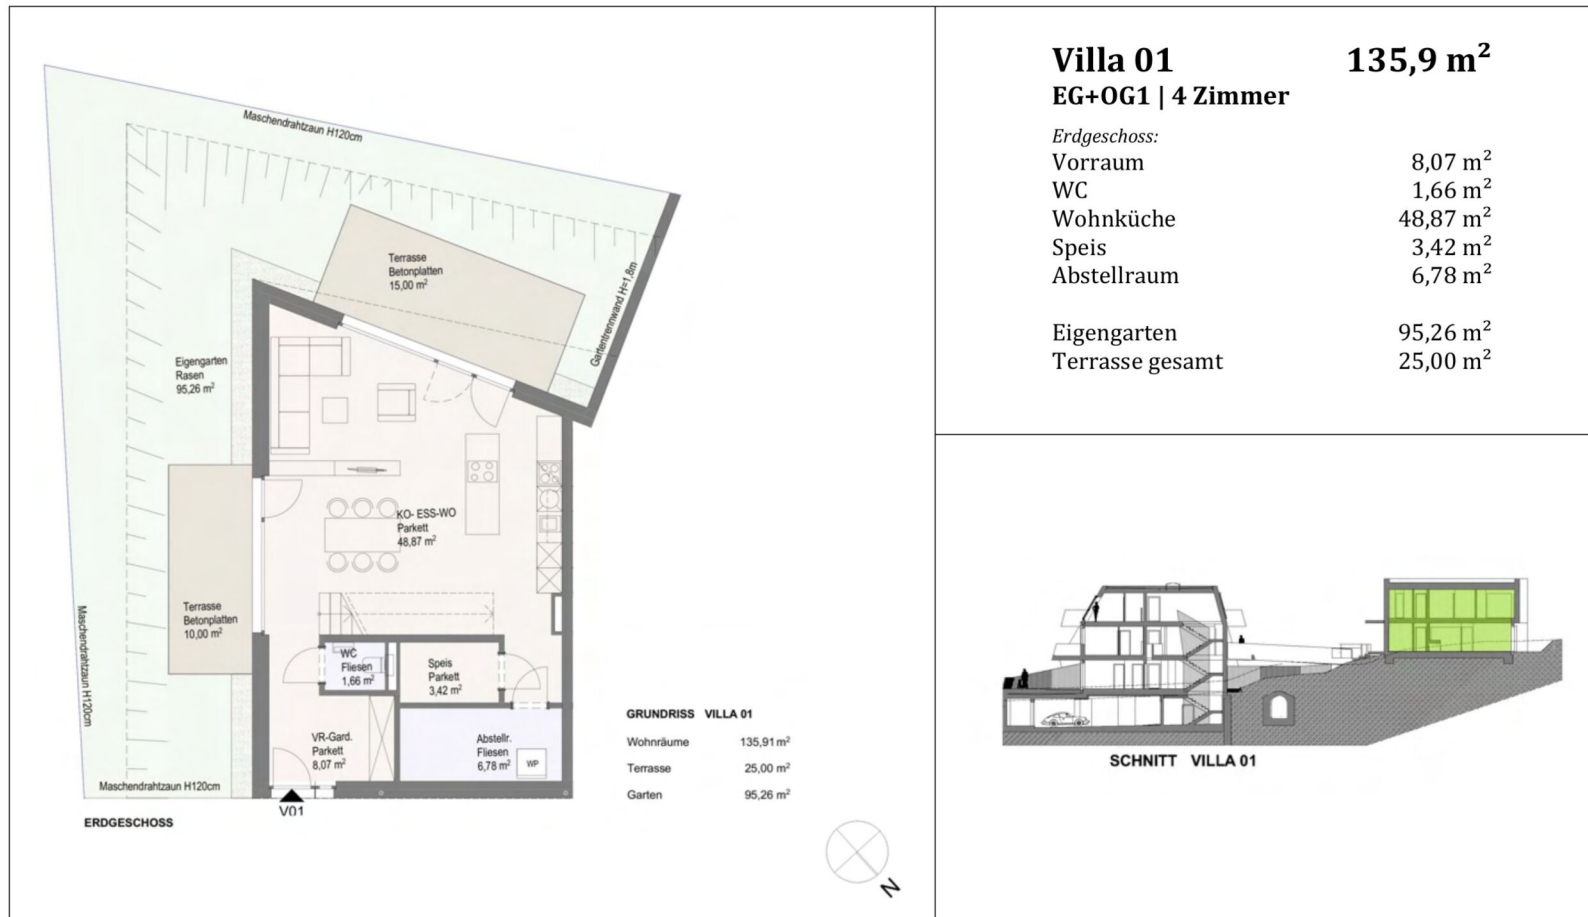 Maschendrahtzaun H120cm
Terrasse
Betonplatten
15,00 m²
Gartentrennwand H=1,8m
Eigengarten
Rasen
95,26 m²
KO- ESS-WO
Parkett
48,87 m²
Terrasse
Betonplatten
10,00 m²
Maschendrahtzaun H120cm
WC
Fliesen
1,66 m²
Speis
Parkett
3,42 m²
VR-Gard.
Parkett
8,07 m²
Abstellr.
Fliesen
6,78 m²
WP
Maschendrahtzaun H120cm
V01
ERDGESCHOSS
GRUNDRISS VILLA 01
Wohnräume 135,91 m²
Terrasse 25,00 m²
Garten 95,26 m²
N
Villa 01 135,9 m²
EG+OG1 | 4 Zimmer
Erdgeschoss:
Vorraum 8,07 m²
WC 1,66 m²
Wohnküche 48,87 m²
Speis 3,42 m²
Abstellraum 6,78 m²
Eigengarten 95,26 m²
Terrasse gesamt 25,00 m²
SCHNITT VILLA 01